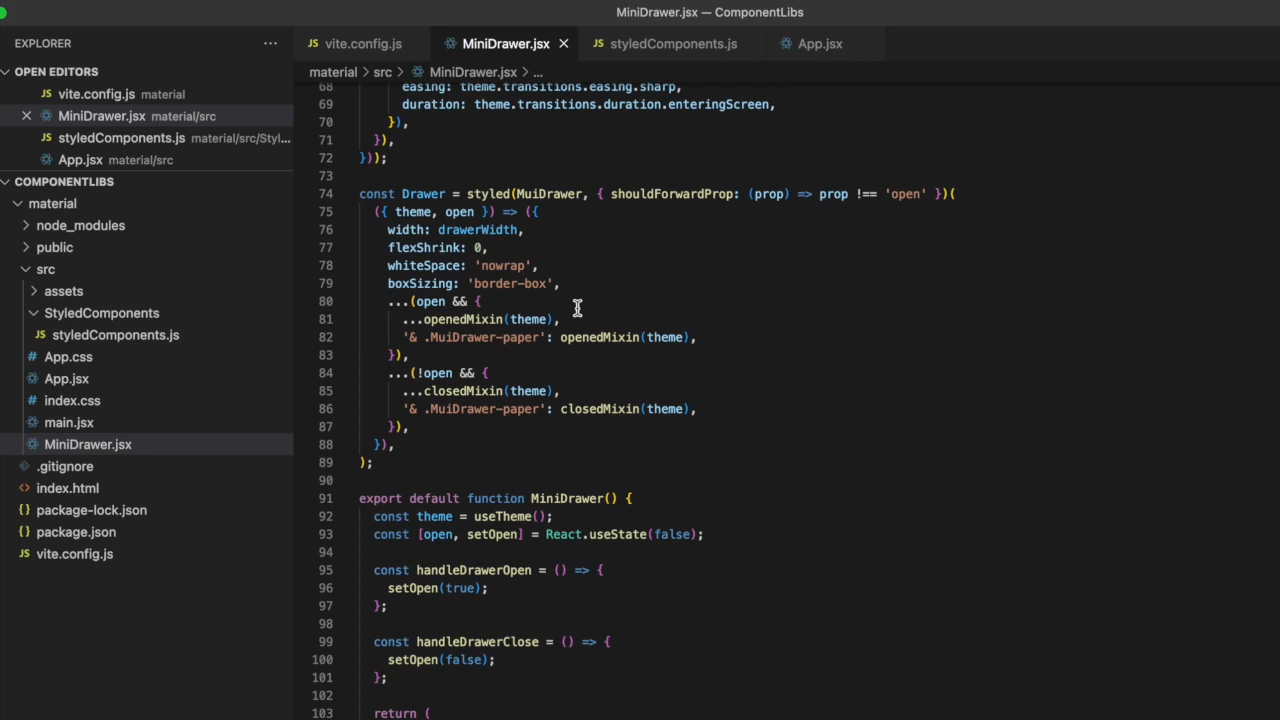 MiniDrawer.jsx — ComponentLibs
EXPLORER
OPEN EDITORS
JS vite.config.js material
MiniDrawer.jsx material/src
JS styledComponents.js material/src/Styl...
App.jsx material/src
COMPONENTLIBS
material
node_modules
public
src
assets
StyledComponents
JS styledComponents.js
# App.css
App.jsx
# index.css
main.jsx
MiniDrawer.jsx
.gitignore
<> index.html
{} package-lock.json
{} package.json
JS vite.config.js
JS vite.config.js
MiniDrawer.jsx
JS styledComponents.js
App.jsx
material > src > MiniDrawer.jsx > ...
68 easing: theme.transitions.easing.sharp,
69 duration: theme.transitions.duration.enteringScreen,
70 }),
71 }),
72 }));
73
74 const Drawer = styled(MuiDrawer, { shouldForwardProp: (prop) => prop !== 'open' })(
75 ({ theme, open }) => ({
76 width: drawerWidth,
77 flexShrink: 0,
78 whiteSpace: 'nowrap',
79 boxSizing: 'border-box',
80 ...(open && {
81 ...openedMixin(theme),
82 '& .MuiDrawer-paper': openedMixin(theme),
83 }),
84 ...(!open && {
85 ...closedMixin(theme),
86 '& .MuiDrawer-paper': closedMixin(theme),
87 }),
88 }),
89 );
90
91 export default function MiniDrawer() {
92 const theme = useTheme();
93 const [open, setOpen] = React.useState(false);
94
95 const handleDrawerOpen = () => {
96 setOpen(true);
97 };
98
99 const handleDrawerClose = () => {
100 setOpen(false);
101 };
102
103 return (